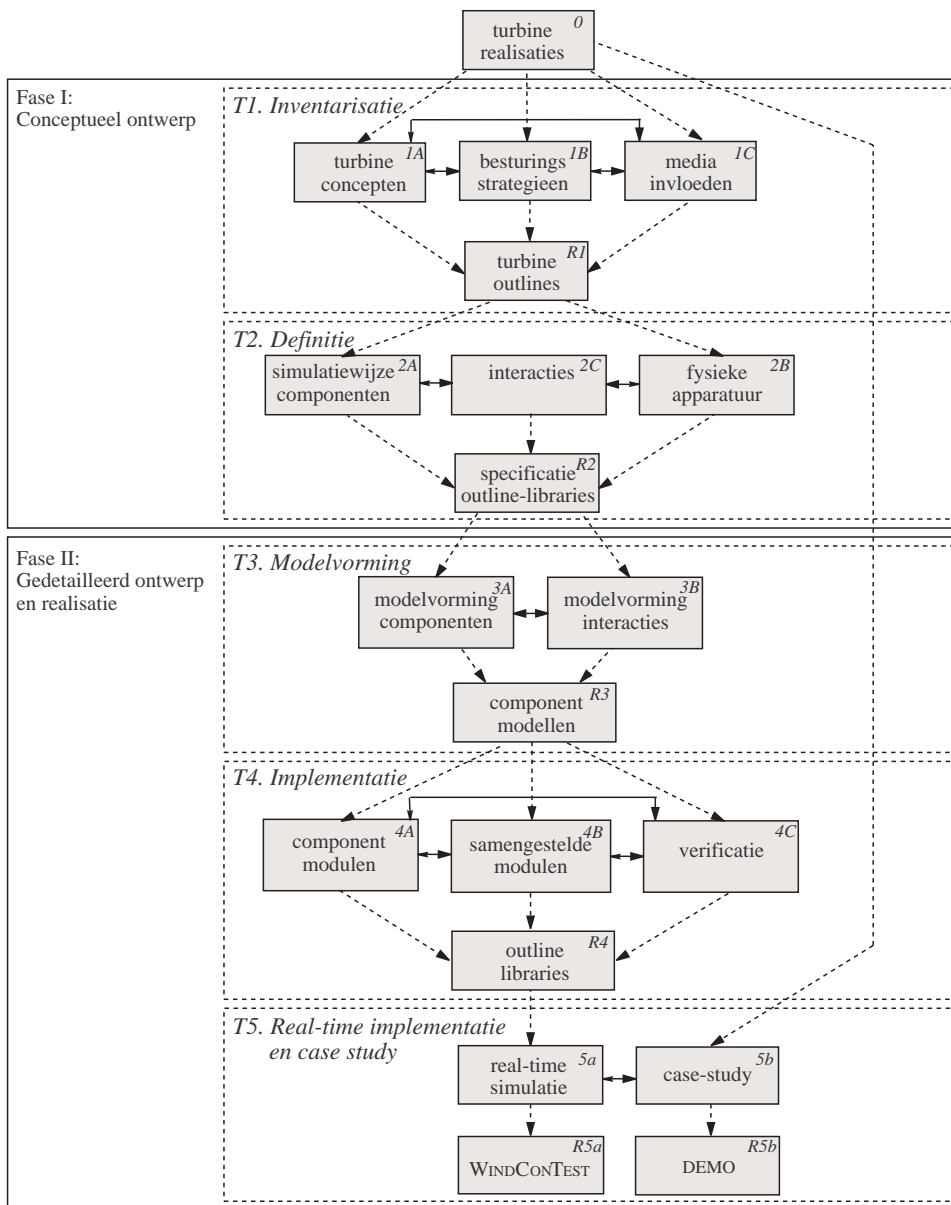 turbine 0
realisaties
Fase I:
Conceptueel ontwerp
T1. Inventarisatie
turbine 1A
concepten
besturings 1B
strategieen
media 1C
invloeden
turbine R1
outlines
T2. Definitie
simulatiewijze 2A
componenten
interacties 2C
fysieke 2B
apparatuur
specificatie R2
outline-libraries
Fase II:
Gedetailleerd ontwerp
en realisatie
T3. Modelvorming
modelvorming 3A
componenten
modelvorming 3B
interacties
component R3
modellen
T4. Implementatie
component 4A
modulen
samengestelde 4B
modulen
verificatie 4C
outline R4
libraries
T5. Real-time implementatie
en case study
real-time 5a
simulatie
case-study 5b
WINDCONTEST R5a
DEMO R5b